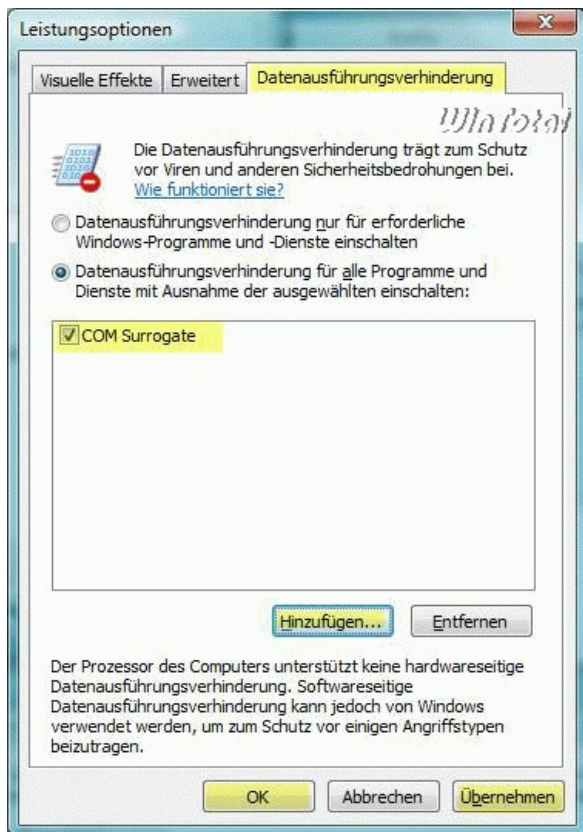 Leistungsoptionen
Visuelle Effekte Erweitert Datenausführungsverhinderung
WinTotal
Die Datenausführungsverhinderung trägt zum Schutz
vor Viren und anderen Sicherheitsbedrohungen bei.
Wie funktioniert sie?
Datenausführungsverhinderung nur für erforderliche
Windows-Programme und -Dienste einschalten
Datenausführungsverhinderung für alle Programme und
Dienste mit Ausnahme der ausgewählten einschalten:
COM Surrogate
Hinzufügen... Entfernen
Der Prozessor des Computers unterstützt keine hardwareseitige
Datenausführungsverhinderung. Softwareseitige
Datenausführungsverhinderung kann jedoch von Windows
verwendet werden, um zum Schutz vor einigen Angriffstypen
beizutragen.
OK Abbrechen Übernehmen